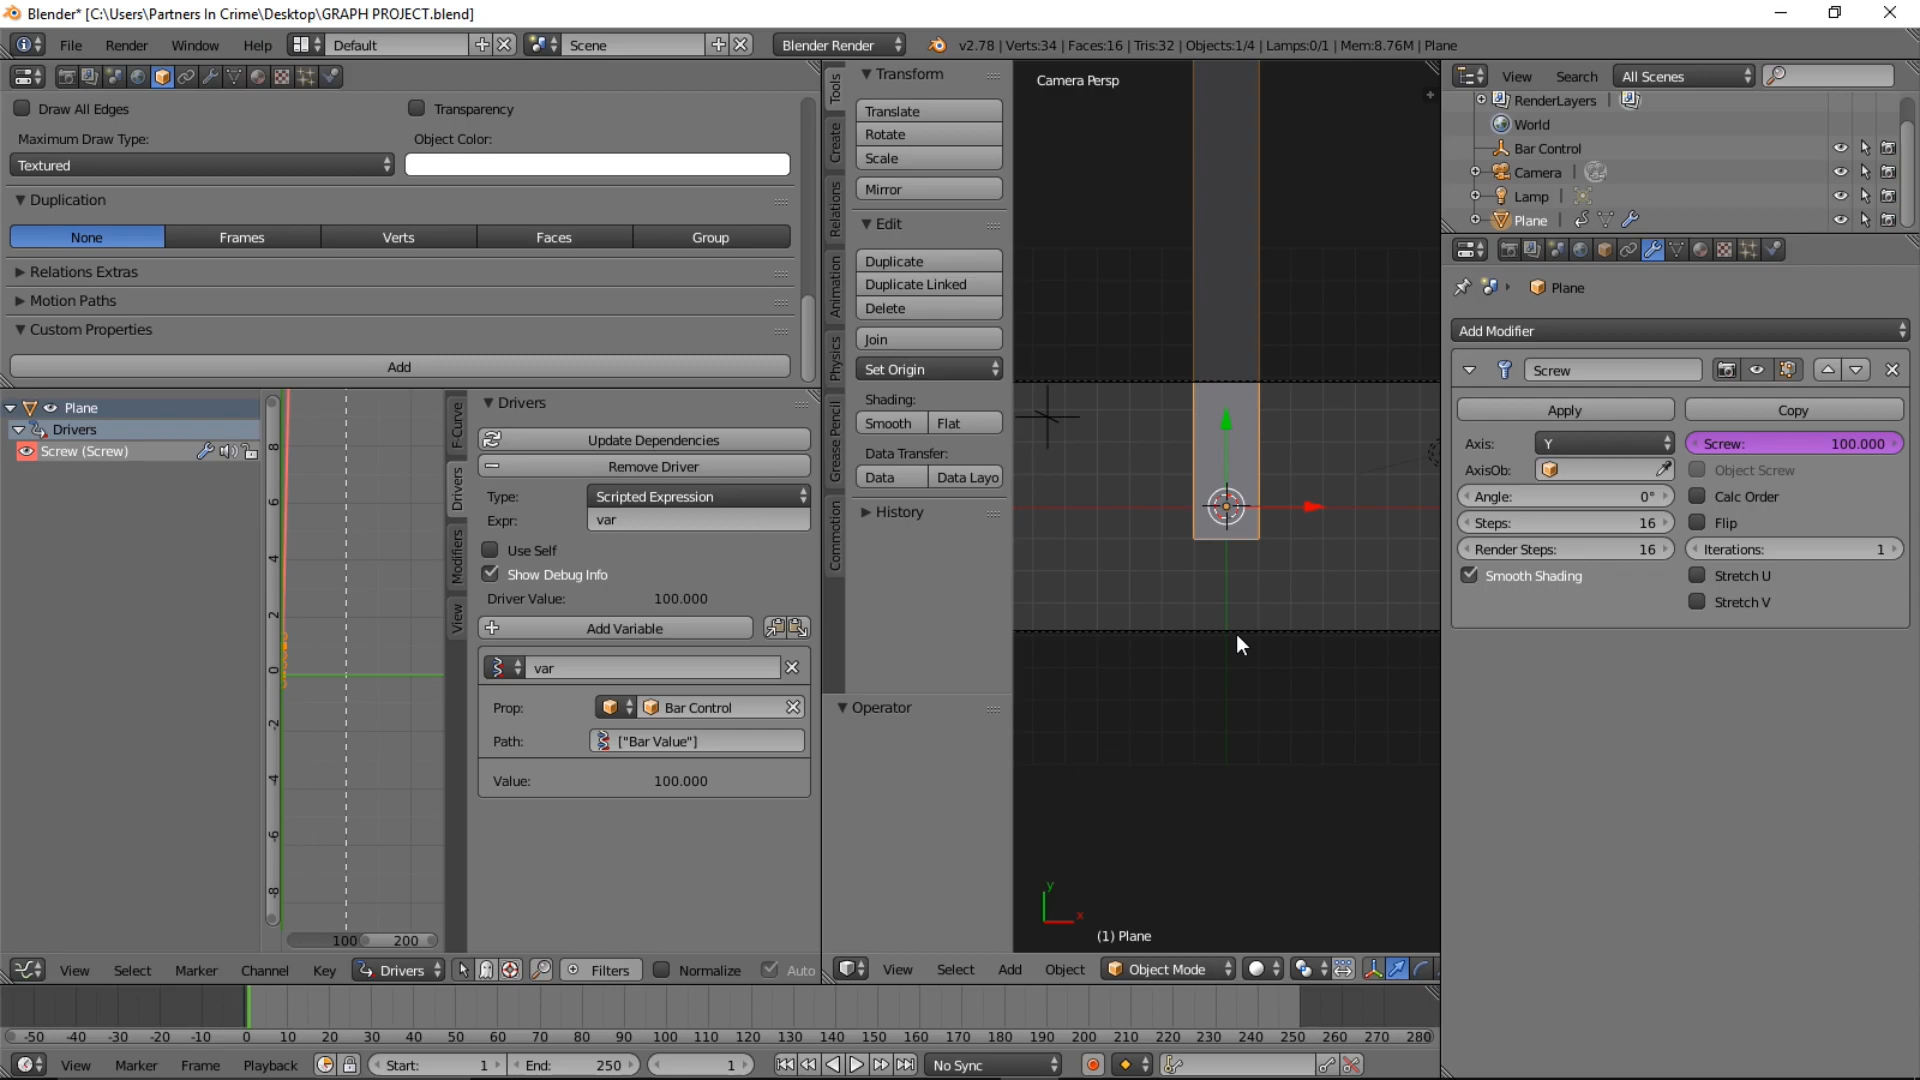 Blender* [C:\Users\Partners In Crime\Desktop\GRAPH PROJECT.blend]
File Render Window Help Default Scene Blender Render v2.78 | Verts:34 | Faces:16 | Tris:32 | Objects:1/4 | Lamps:0/1 | Mem:8.76M | Plane
Draw All Edges Transparency
Maximum Draw Type: Object Color:
Textured
Duplication
None Frames Verts Faces Group
Relations Extras
Motion Paths
Custom Properties
Add
Plane
Drivers
Screw (Screw)
8
6
4
2
0
-2
-4
-6
-8
100 200
F-Curve
Drivers
Modifiers
View
Drivers
Update Dependencies
Remove Driver
Type: Scripted Expression
Expr: var
Use Self
Show Debug Info
Driver Value: 100.000
Add Variable
var
Prop: Bar Control
Path: ["Bar Value"]
Value: 100.000
View Select Marker Channel Key Drivers Filters Normalize Auto
Tools
Create
Relations
Animation
Physics
Grease Pencil
Commotion
Transform
Translate
Rotate
Scale
Mirror
Edit
Duplicate
Duplicate Linked
Delete
Join
Set Origin
Shading:
Smooth Flat
Data Transfer:
Data Data Layo
History
Operator
Camera Persp
y
x
(1) Plane
View Select Add Object Object Mode
View Search All Scenes
RenderLayers
World
Bar Control
Camera
Lamp
Plane
Plane
Add Modifier
Screw
Apply Copy
Axis: Y Screw: 100.000
AxisOb: Object Screw
Angle: 0° Calc Order
Steps: 16 Flip
Render Steps: 16 Iterations: 1
Smooth Shading Stretch U
Stretch V
-50 -40 -30 -20 -10 0 10 20 30 40 50 60 70 80 90 100 110 120 130 140 150 160 170 180 190 200 210 220 230 240 250 260 270 280
View Marker Frame Playback Start: 1 End: 250 1 No Sync